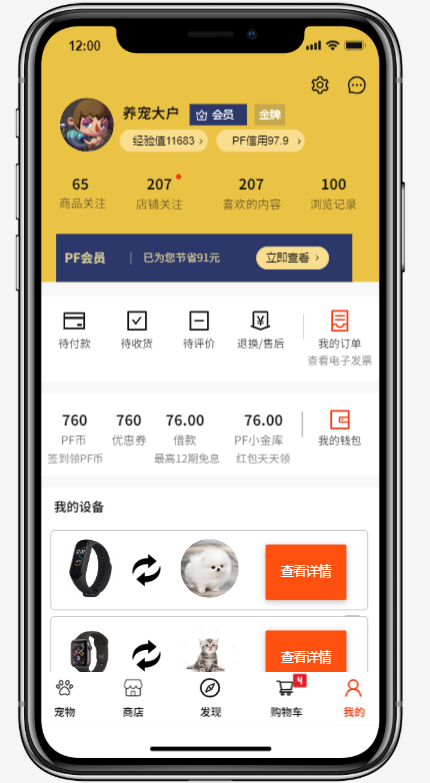 12:00
养宠大户 会员 金牌
经验值11683 > PF信用97.9 >
65 207 207 100
商品关注 店铺关注 喜欢的内容 浏览记录
PF会员 | 已为您节省91元 立即查看 >
待付款 待收货 待评价 退换/售后 我的订单
查看电子发票
760 760 76.00 76.00
PF币 优惠券 借款 PF小金库 我的钱包
签到领PF币 最高12期免息 红包天天领
我的设备
查看详情
查看详情
4
宠物 商店 发现 购物车 我的